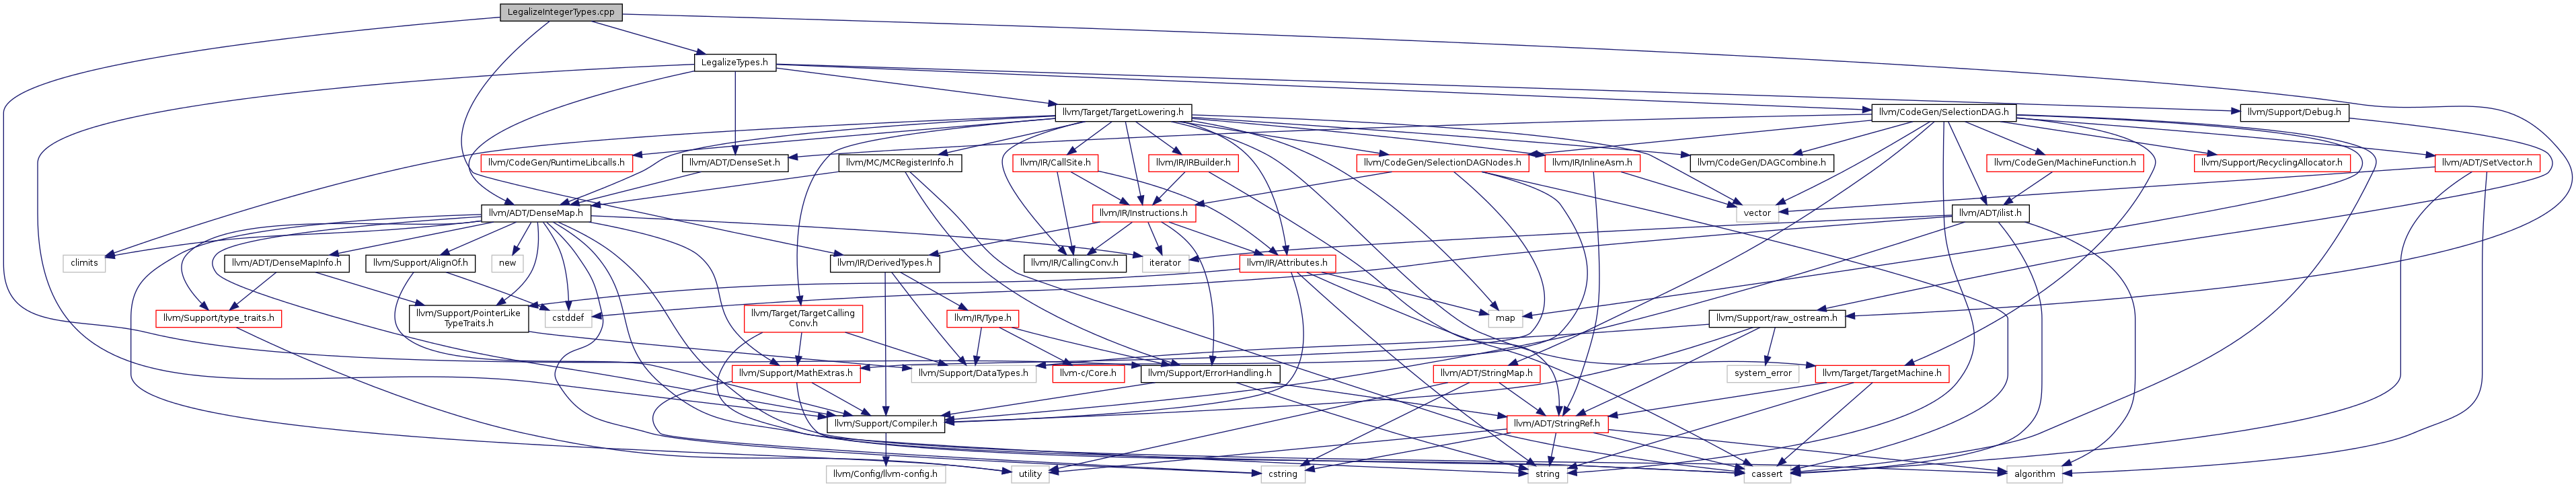 LegalizeIntegerTypes.cpp
LegalizeTypes.h
llvm/Target/TargetLowering.h
llvm/CodeGen/SelectionDAG.h
llvm/Support/Debug.h
llvm/CodeGen/RuntimeLibcalls.h
llvm/ADT/DenseSet.h
llvm/MC/MCRegisterInfo.h
llvm/IR/CallSite.h
llvm/IR/IRBuilder.h
llvm/CodeGen/SelectionDAGNodes.h
llvm/IR/InlineAsm.h
llvm/CodeGen/DAGCombine.h
llvm/CodeGen/MachineFunction.h
llvm/Support/RecyclingAllocator.h
llvm/ADT/SetVector.h
llvm/ADT/DenseMap.h
llvm/IR/Instructions.h
vector
llvm/ADT/ilist.h
climits
llvm/ADT/DenseMapInfo.h
llvm/Support/AlignOf.h
new
llvm/IR/DerivedTypes.h
llvm/IR/CallingConv.h
iterator
llvm/IR/Attributes.h
llvm/Support/type_traits.h
llvm/Support/PointerLike
TypeTraits.h
cstddef
llvm/Target/TargetCalling
Conv.h
llvm/IR/Type.h
map
llvm/Support/raw_ostream.h
llvm/Support/MathExtras.h
llvm/Support/DataTypes.h
llvm-c/Core.h
llvm/Support/ErrorHandling.h
llvm/ADT/StringMap.h
system_error
llvm/Target/TargetMachine.h
llvm/Support/Compiler.h
llvm/ADT/StringRef.h
llvm/Config/llvm-config.h
utility
cstring
string
cassert
algorithm